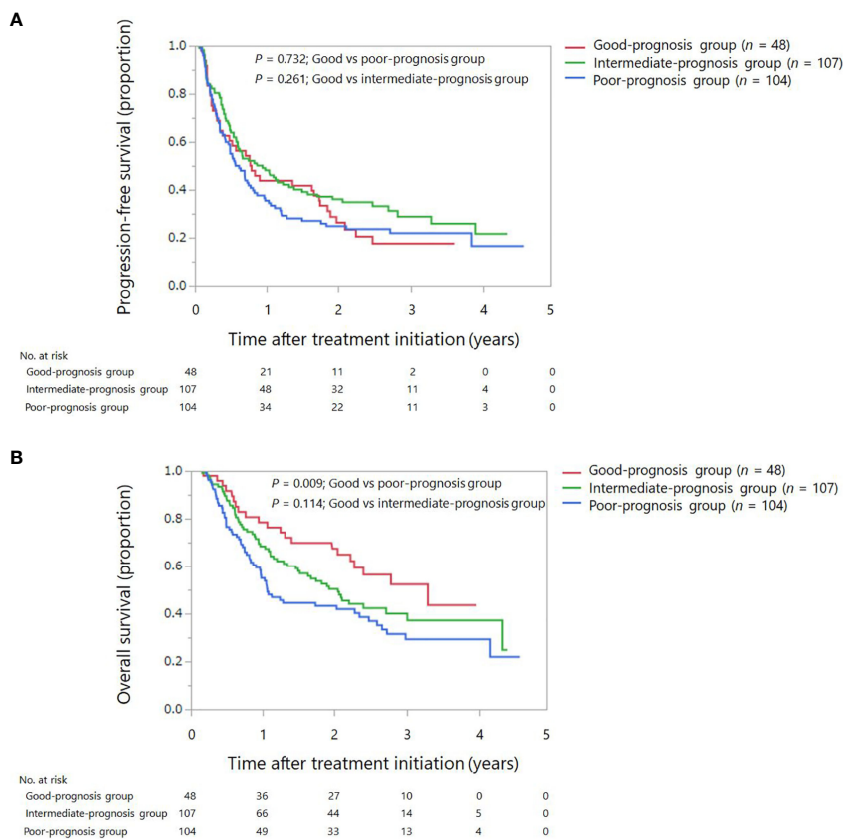 A
Progression-free survival (proportion)
1.0
0.8
0.6
0.4
0.2
0.0
P = 0.732; Good vs poor-prognosis group
P = 0.261; Good vs intermediate-prognosis group
Good-prognosis group (n = 48)
Intermediate-prognosis group (n = 107)
Poor-prognosis group (n = 104)
0 1 2 3 4 5
Time after treatment initiation (years)
No. at risk
Good-prognosis group 48 21 11 2 0 0
Intermediate-prognosis group 107 48 32 11 4 0
Poor-prognosis group 104 34 22 11 3 0
B
Overall survival (proportion)
1.0
0.8
0.6
0.4
0.2
0.0
P = 0.009; Good vs poor-prognosis group
P = 0.114; Good vs intermediate-prognosis group
Good-prognosis group (n = 48)
Intermediate-prognosis group (n = 107)
Poor-prognosis group (n = 104)
0 1 2 3 4 5
Time after treatment initiation (years)
No. at risk
Good-prognosis group 48 36 27 10 0 0
Intermediate-prognosis group 107 66 44 14 5 0
Poor-prognosis group 104 49 33 13 4 0